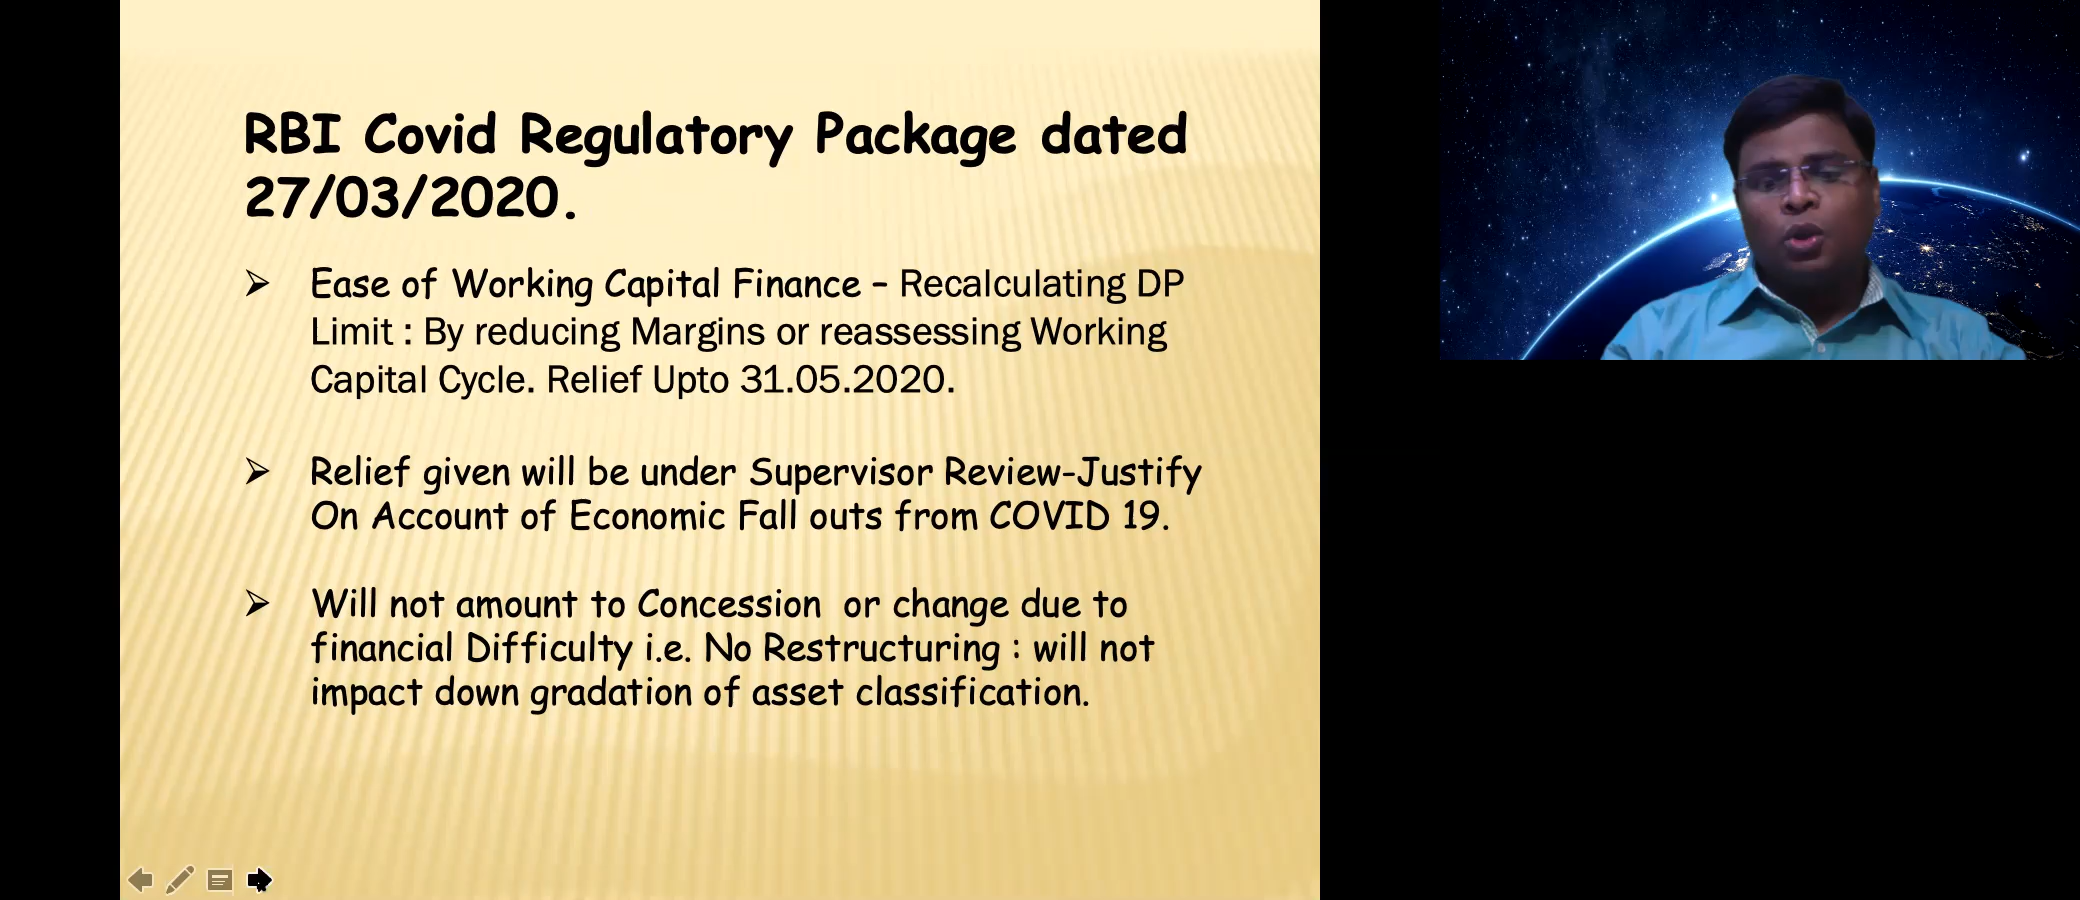 RBI Covid Regulatory Package dated
27/03/2020.
Ease of Working Capital Finance – Recalculating DP
Limit : By reducing Margins or reassessing Working
Capital Cycle. Relief Upto 31.05.2020.
Relief given will be under Supervisor Review-Justify
On Account of Economic Fall outs from COVID 19.
Will not amount to Concession or change due to
financial Difficulty i.e. No Restructuring : will not
impact down gradation of asset classification.